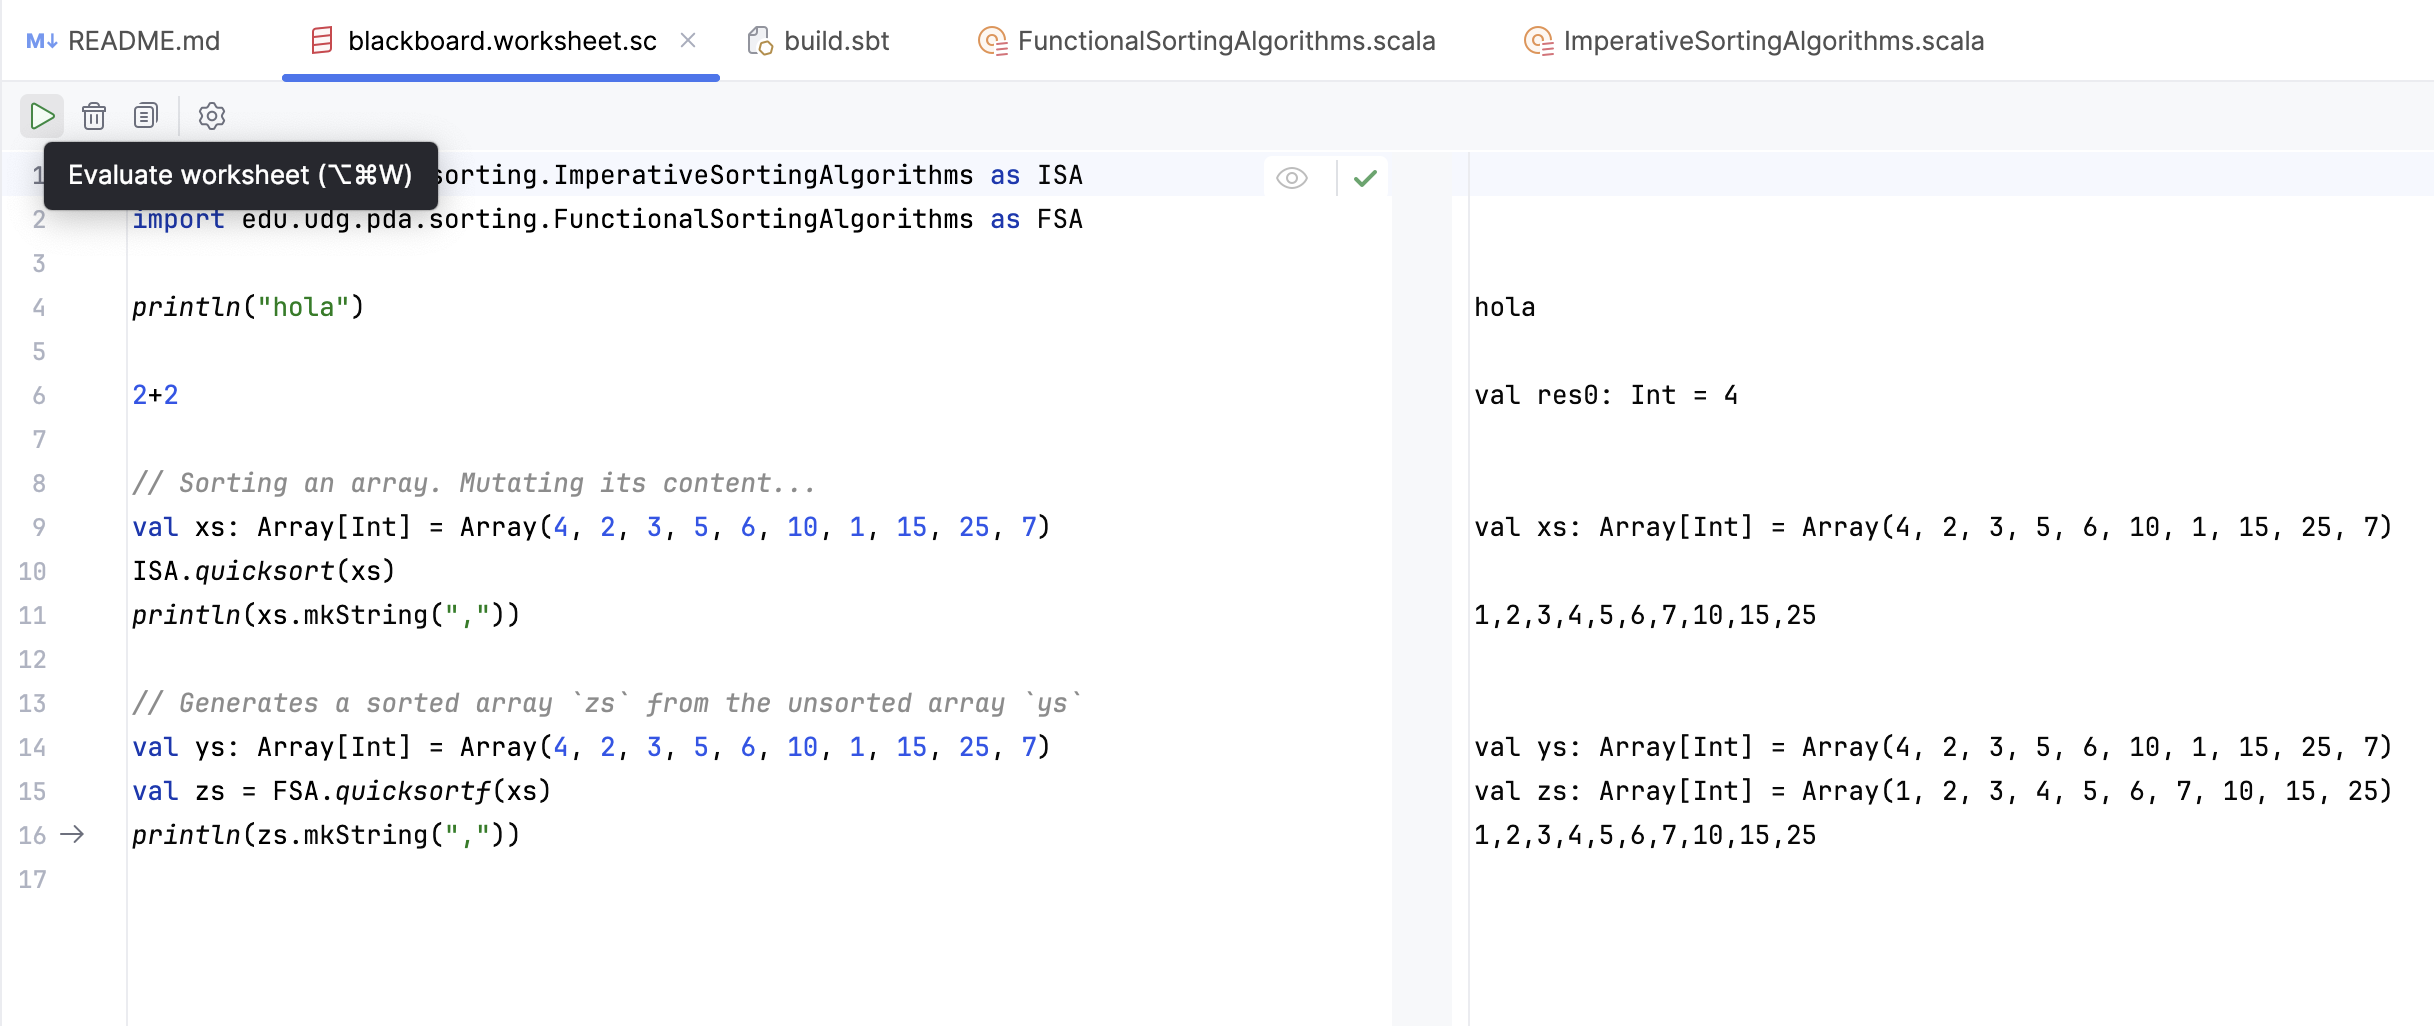 M↓ README.md blackboard.worksheet.sc × build.sbt FunctionalSortingAlgorithms.scala ImperativeSortingAlgorithms.scala
Evaluate worksheet (⌥⌘W)
1 sorting.ImperativeSortingAlgorithms as ISA
2 import edu.udg.pda.sorting.FunctionalSortingAlgorithms as FSA
3
4 println("hola") hola
5
6 2+2 val res0: Int = 4
7
8 // Sorting an array. Mutating its content...
9 val xs: Array[Int] = Array(4, 2, 3, 5, 6, 10, 1, 15, 25, 7) val xs: Array[Int] = Array(4, 2, 3, 5, 6, 10, 1, 15, 25, 7)
10 ISA.quicksort(xs)
11 println(xs.mkString(",")) 1,2,3,4,5,6,7,10,15,25
12
13 // Generates a sorted array `zs` from the unsorted array `ys`
14 val ys: Array[Int] = Array(4, 2, 3, 5, 6, 10, 1, 15, 25, 7) val ys: Array[Int] = Array(4, 2, 3, 5, 6, 10, 1, 15, 25, 7)
15 val zs = FSA.quicksortf(xs) val zs: Array[Int] = Array(1, 2, 3, 4, 5, 6, 7, 10, 15, 25)
16 println(zs.mkString(",")) 1,2,3,4,5,6,7,10,15,25
17